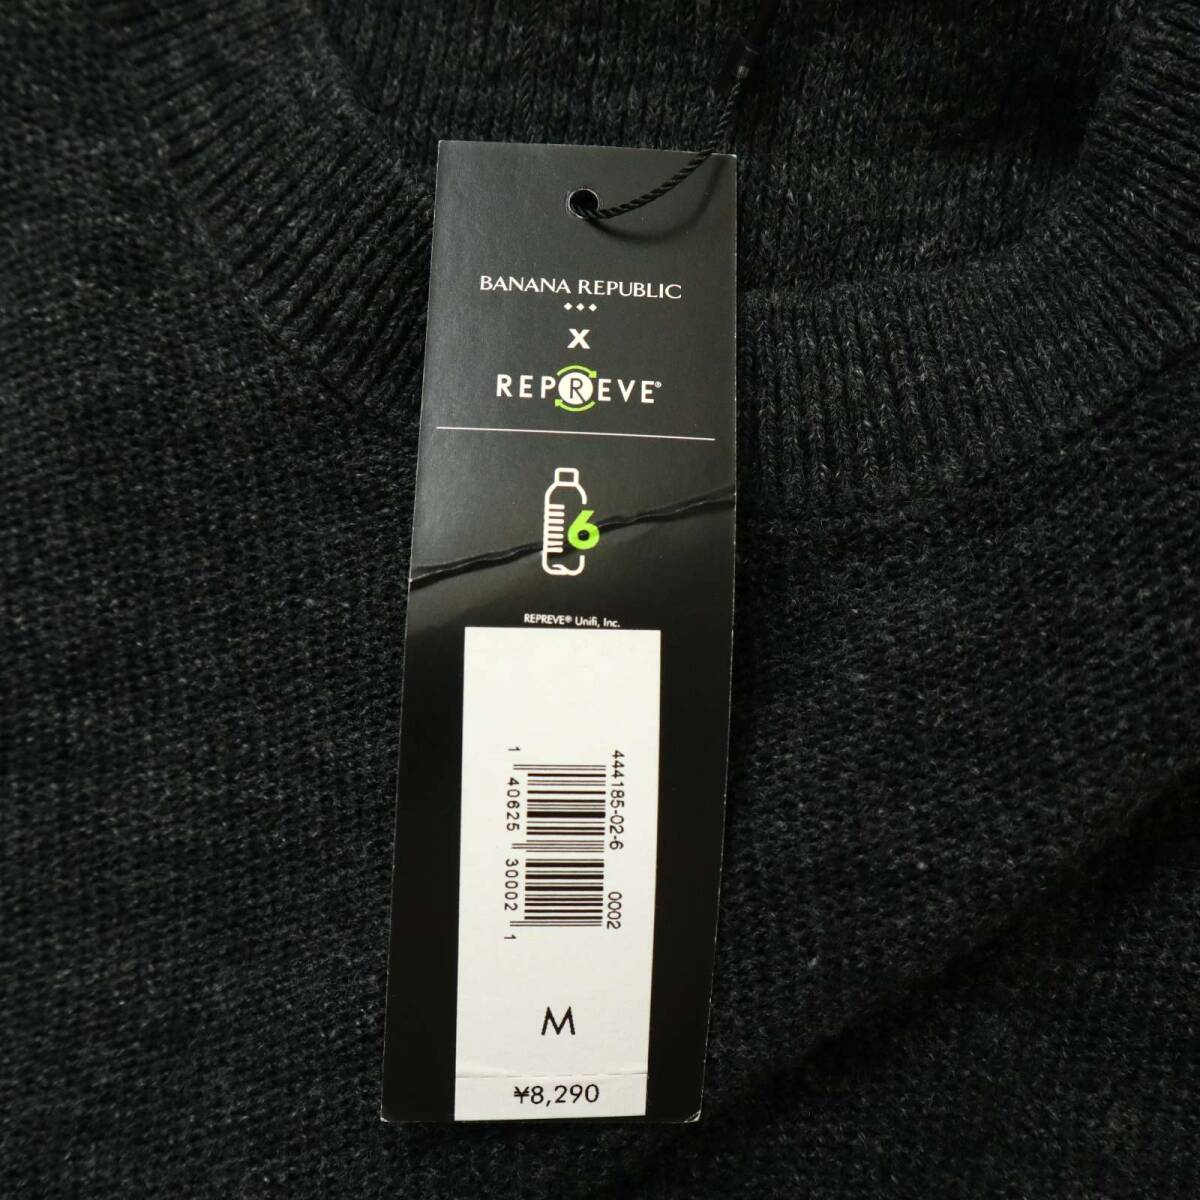 BANANA REPUBLIC
X
REPREVE®
6
REPREVE® Unifi, Inc.
444185-02-6 0002
1 40625 30002 1
M
¥8,290